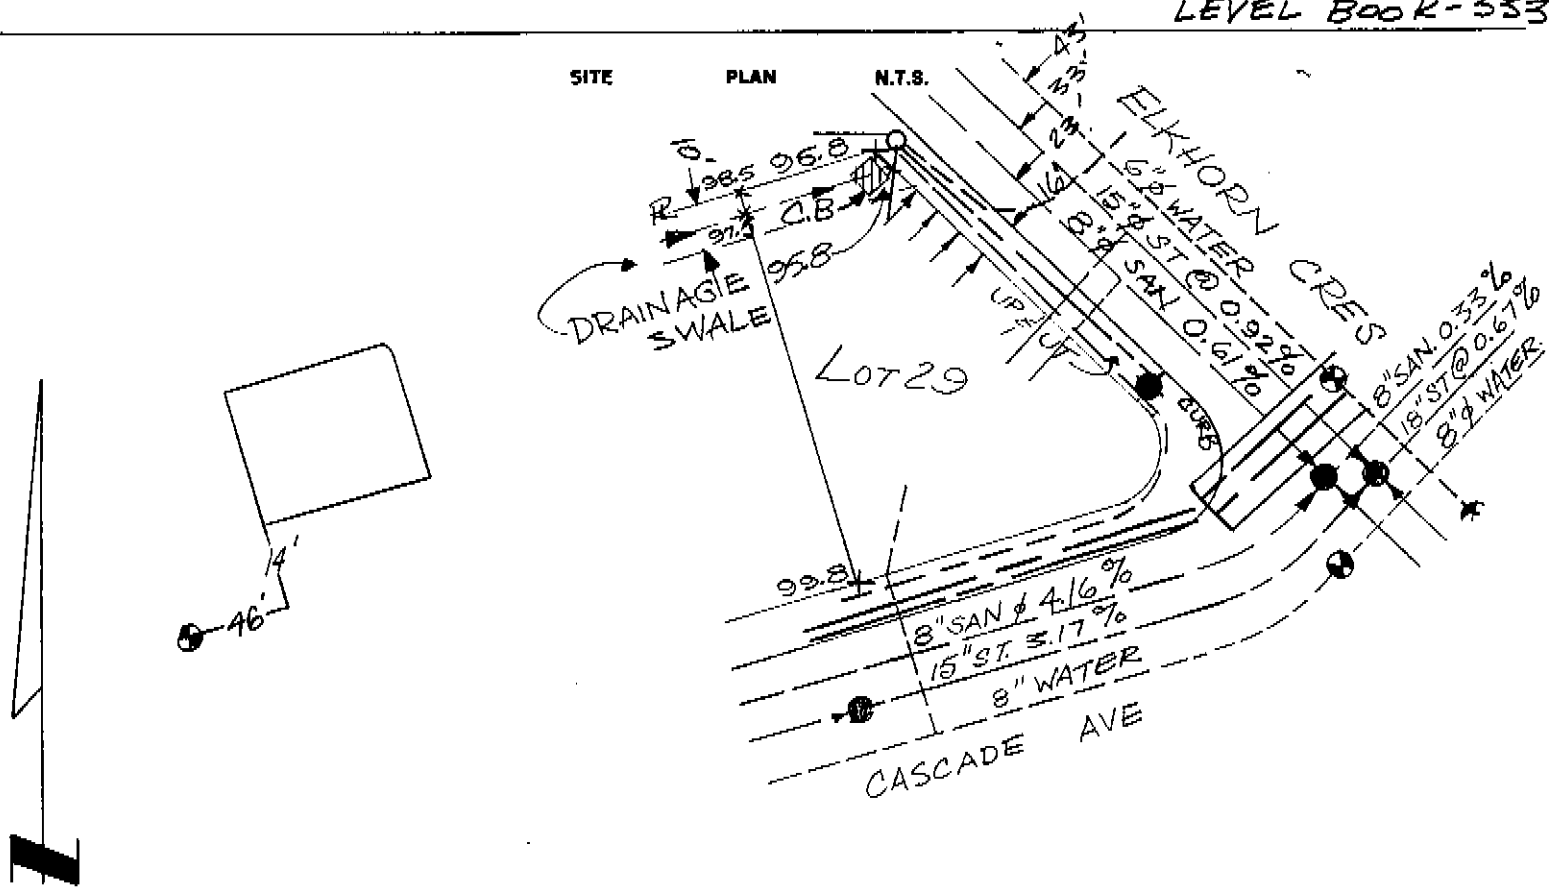 LEVEL BOOK-333
SITE PLAN N.T.S.
43'
33'
23'
16'
ELKHORN CRES
6"φ WATER
15"φ ST @ 0.92%
8"φ SAN 0.61%
10'
98.5 96.8
C.B
97.5
95.8
DRAINAGE
SWALE
LOT 29
CURB
8" SAN. 0.33%
18" ST @ 0.67%
8"φ WATER
14'
46'
99.8
8" SAN φ 4.16%
15" ST. 3.17%
8" WATER
CASCADE AVE
N